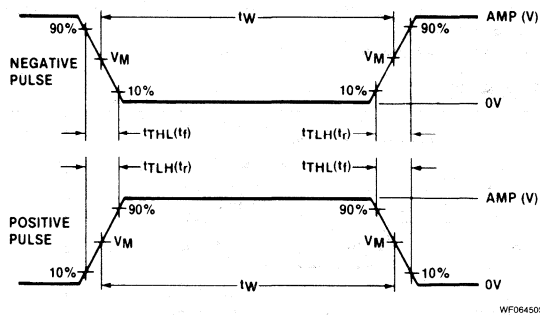 90%
tW
90%
AMP (V)
NEGATIVE
PULSE
VM
VM
10%
10%
0V
tTHL(tf)
tTLH(tr)
tTLH(tr)
tTHL(tf)
AMP (V)
POSITIVE
PULSE
90%
90%
VM
VM
10%
tW
10%
0V